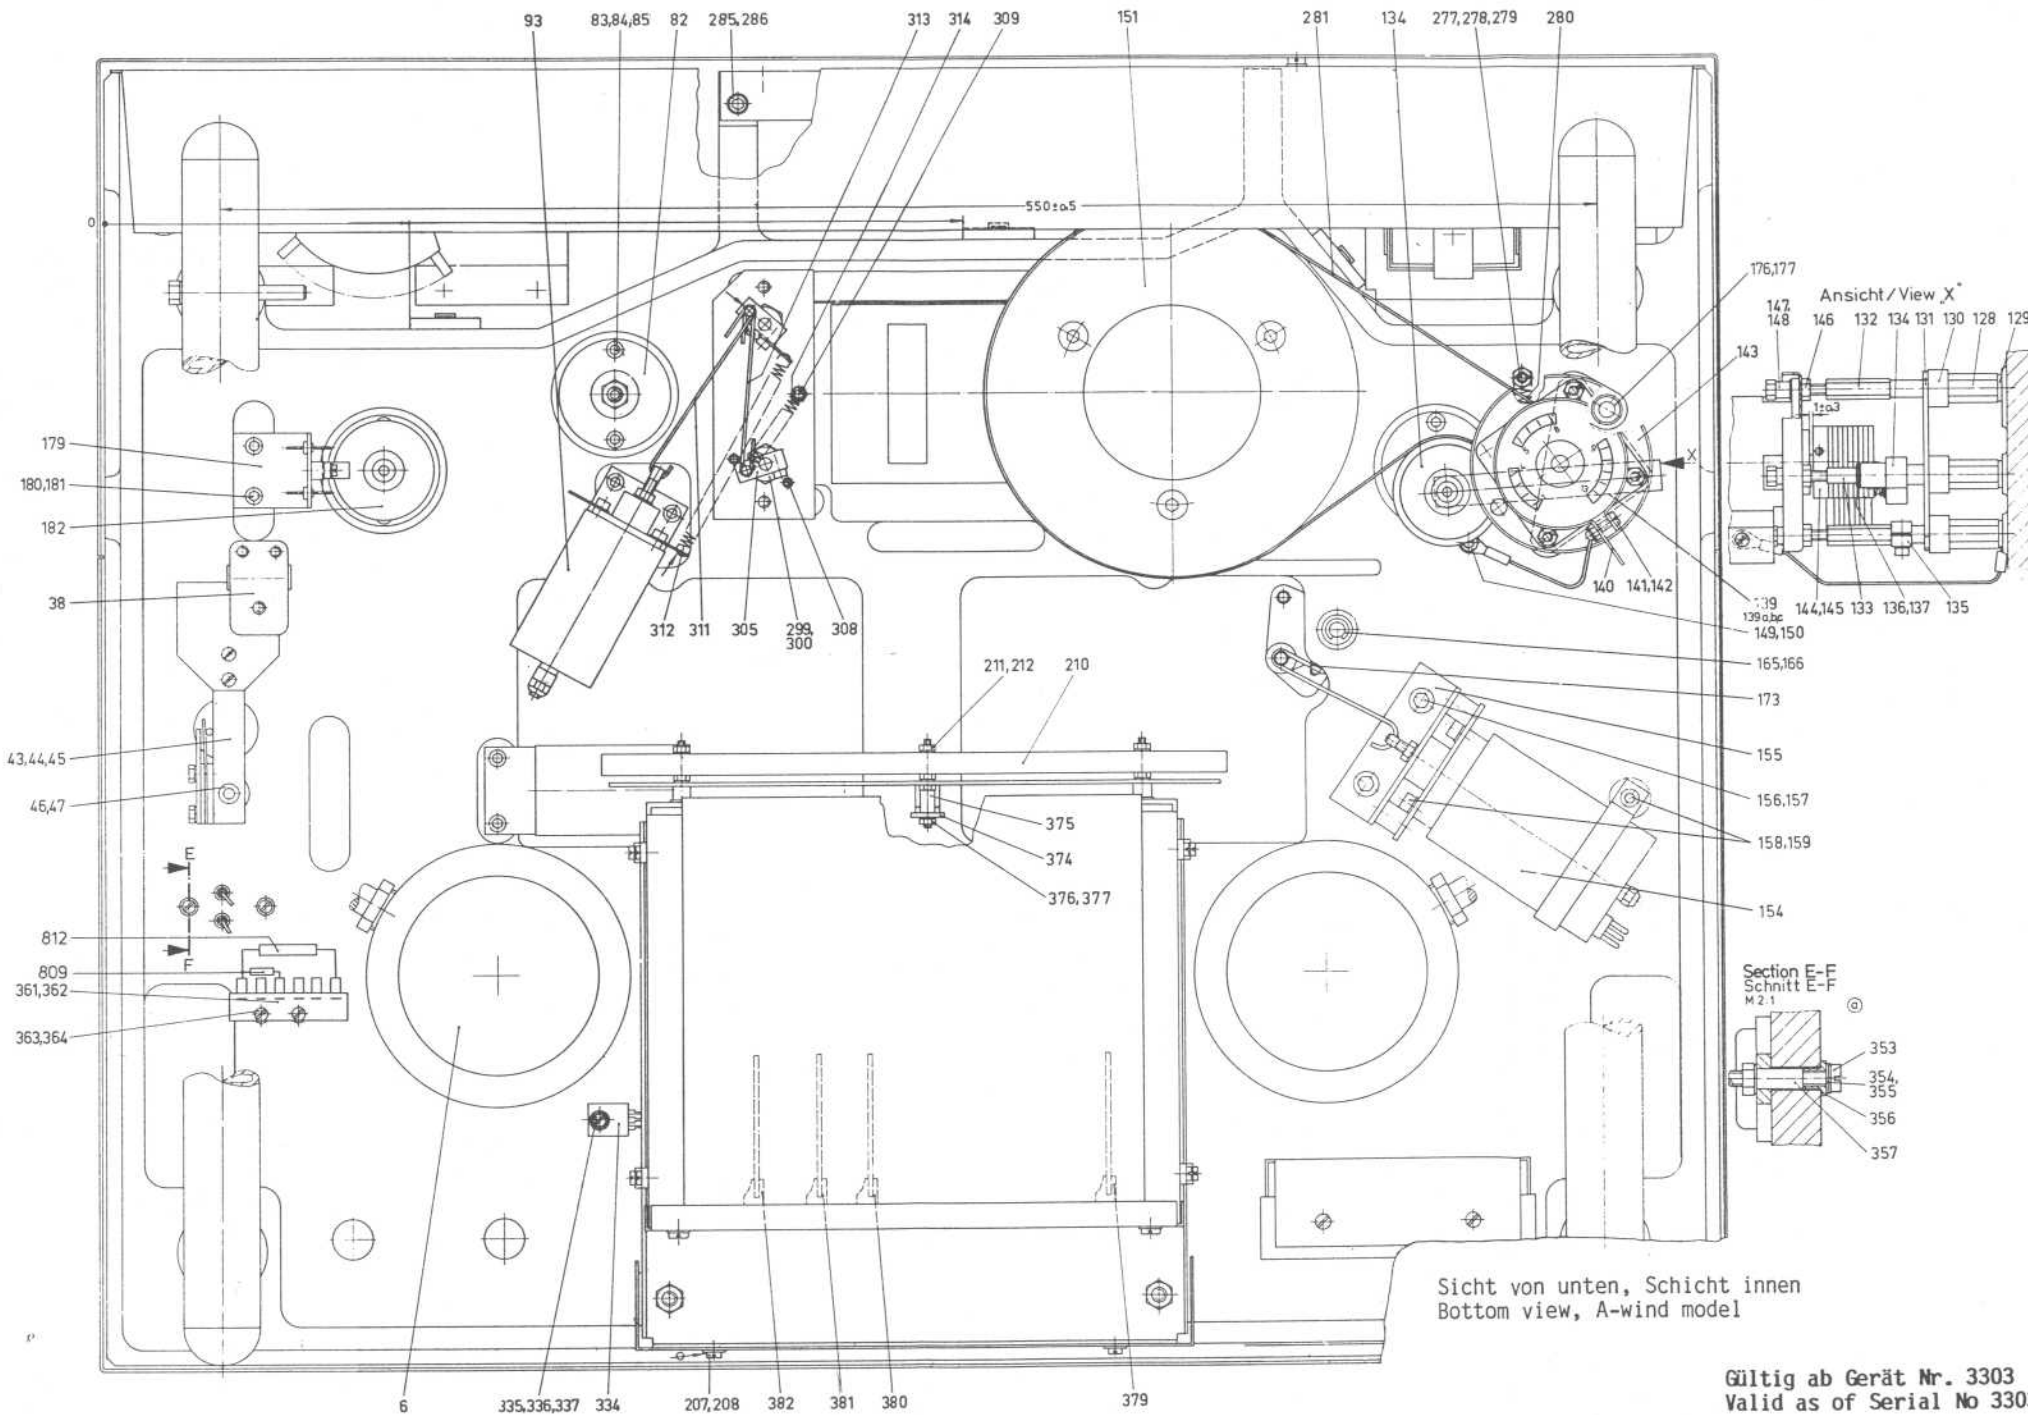 93 83,84,85 82 285,286 313 314 309 151 281 134 277,278,279 280
0
550±0,5
176,177
Ansicht/View „X"
147,
148 146 132 134 131 130 128 129
143
1±0,3
179
X
180,181
182
140 141,142
38
144,145 133 136,137 135
139
139a,b,c
149,150
312 311 305 299, 308
300
165,166
211,212 210
173
43,44,45
155
46,47
156,157
375
158,159
374
E
376,377
154
812
F
809
361,362
363,364
Section E-F
Schnitt E-F
M 2:1
a
353
354,
355
356
357
Sicht von unten, Schicht innen
Bottom view, A-wind model
Gültig ab Gerät Nr. 3303
Valid as of Serial No
6 335,336,337 334 207,208 382 381 380 379